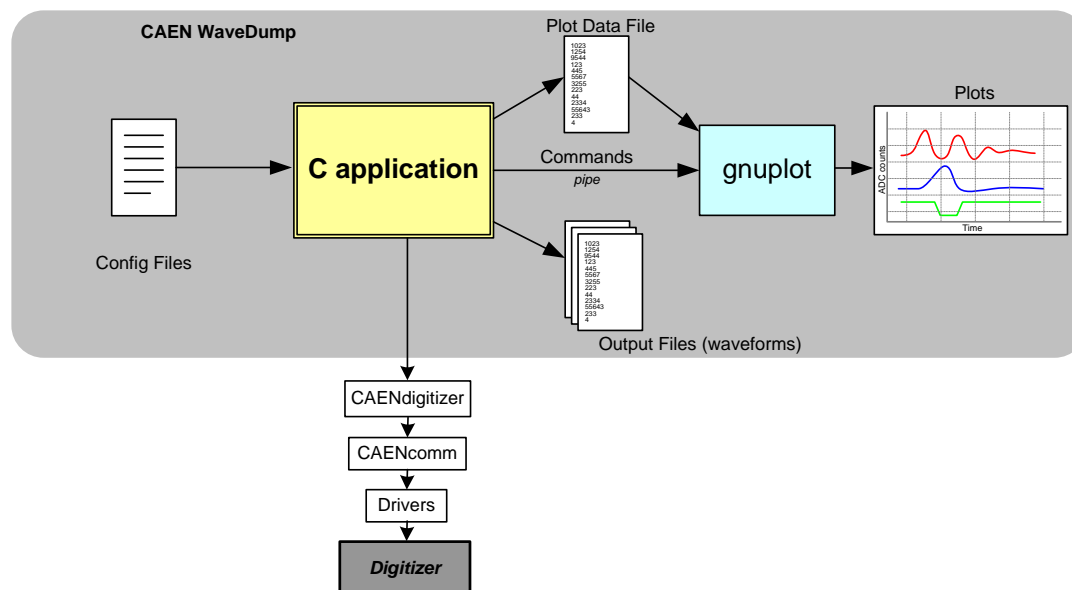 CAEN WaveDump
Plot Data File
1023
1254
9544
123
445
5567
3255
223
44
2334
55643
233
4
Plots
ADC counts
Time
C application
Commands
pipe
gnuplot
Config Files
1023
1254
9544
123
445
5567
3255
223
44
2334
55643
233
4
Output Files (waveforms)
CAENdigitizer
CAENcomm
Drivers
Digitizer